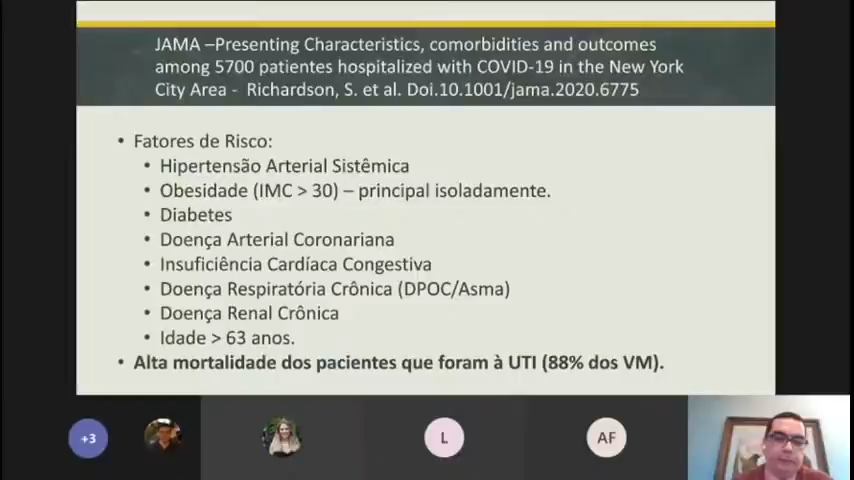 JAMA –Presenting Characteristics, comorbidities and outcomes
among 5700 patientes hospitalized with COVID-19 in the New York
City Area - Richardson, S. et al. Doi.10.1001/jama.2020.6775
• Fatores de Risco:
• Hipertensão Arterial Sistêmica
• Obesidade (IMC > 30) – principal isoladamente.
• Diabetes
• Doença Arterial Coronariana
• Insuficiência Cardíaca Congestiva
• Doença Respiratória Crônica (DPOC/Asma)
• Doença Renal Crônica
• Idade > 63 anos.
• Alta mortalidade dos pacientes que foram à UTI (88% dos VM).
+3
L
AF